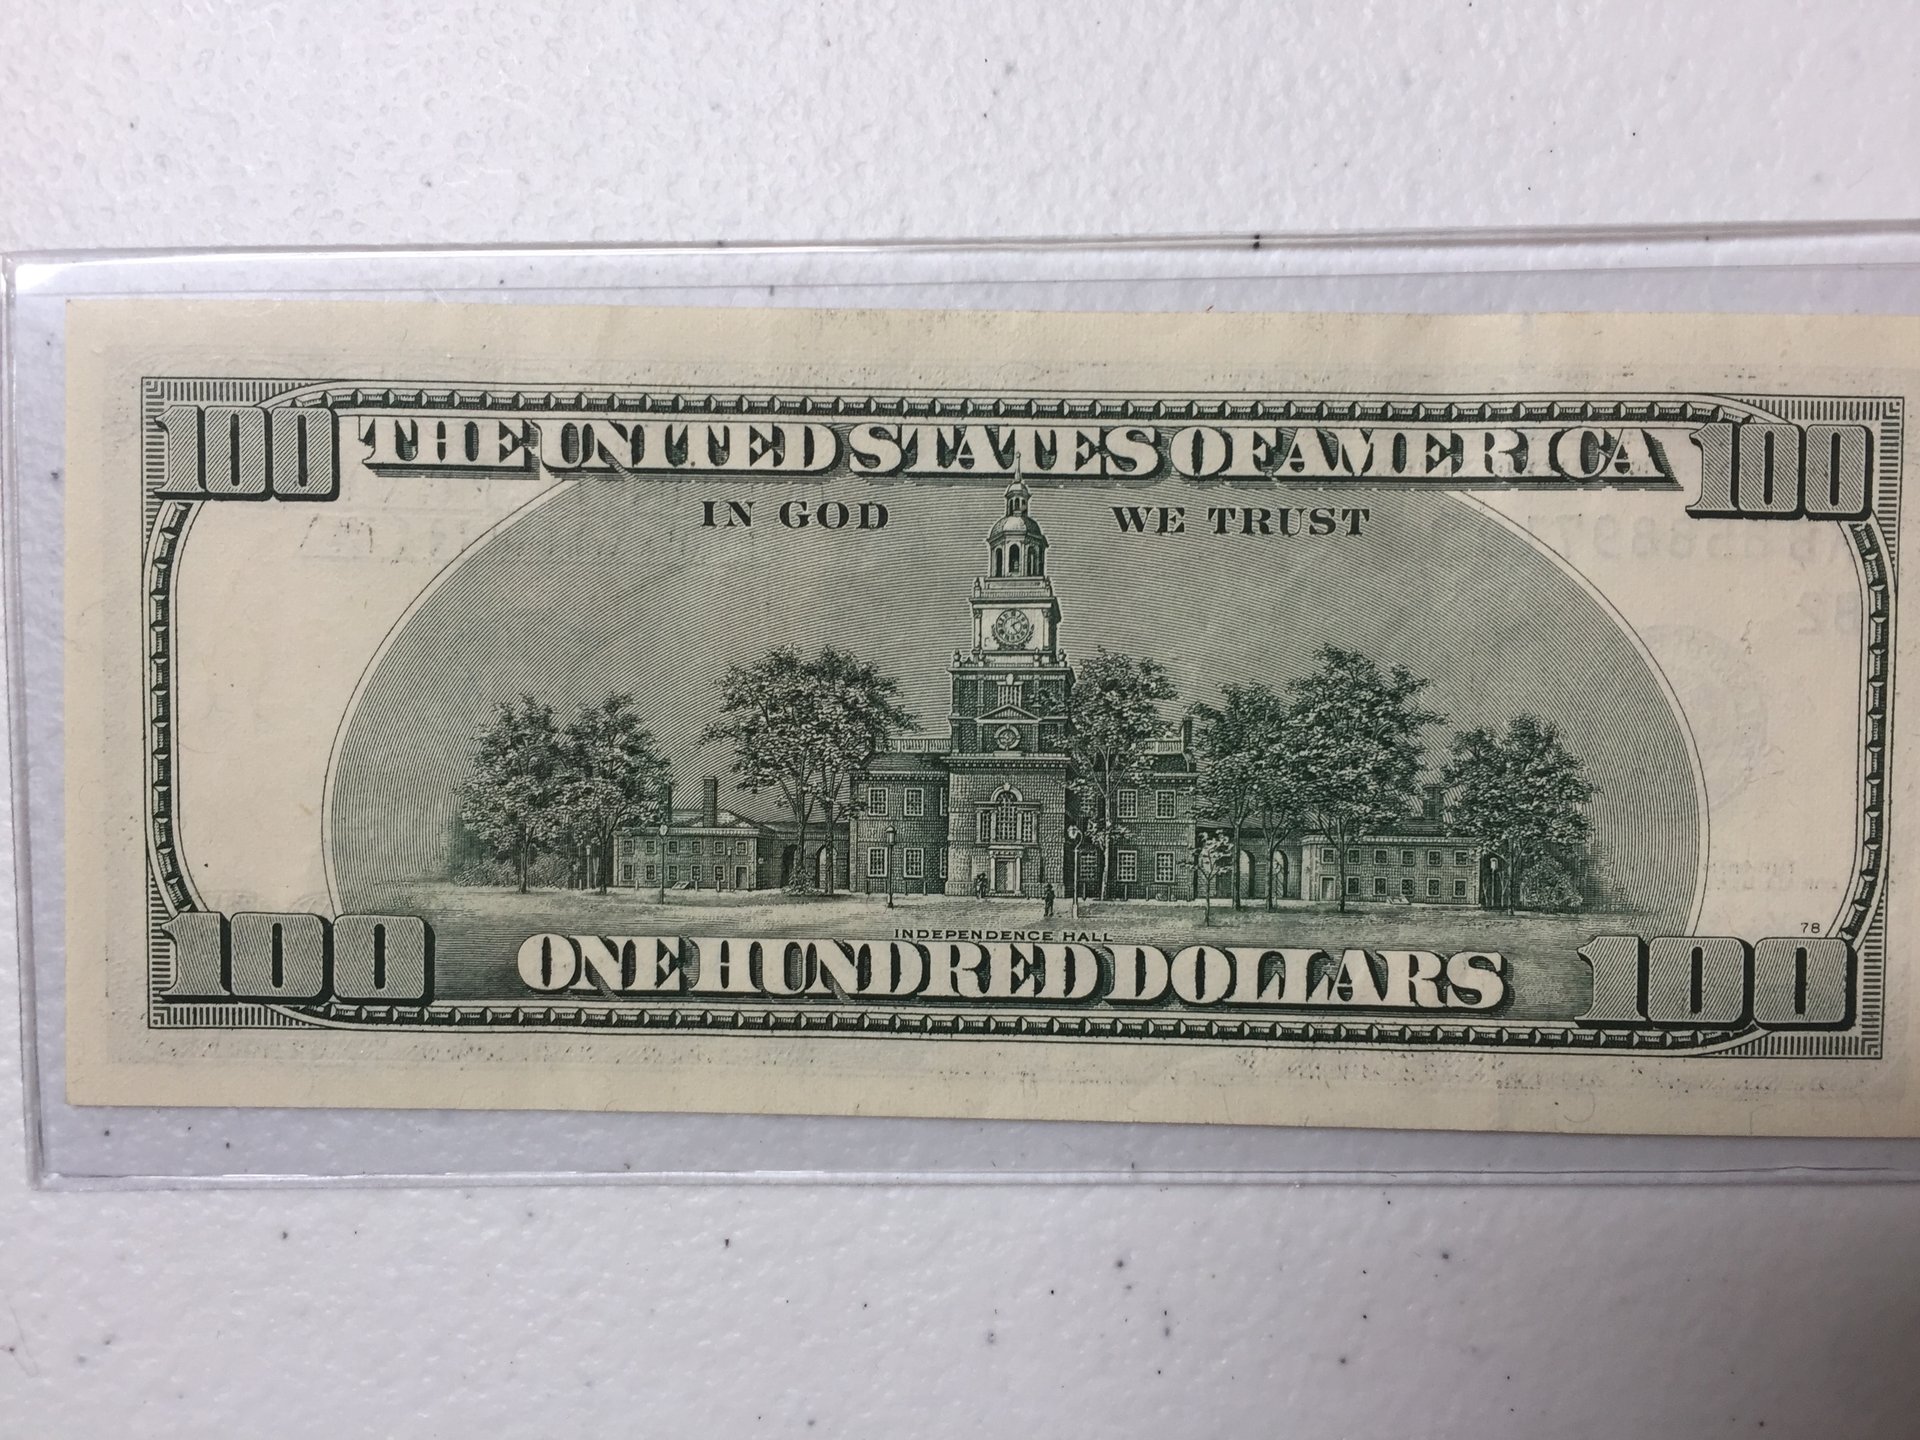 100 THE UNITED STATES OF AMERICA 100
IN GOD WE TRUST
INDEPENDENCE HALL
78
100 ONE HUNDRED DOLLARS 100